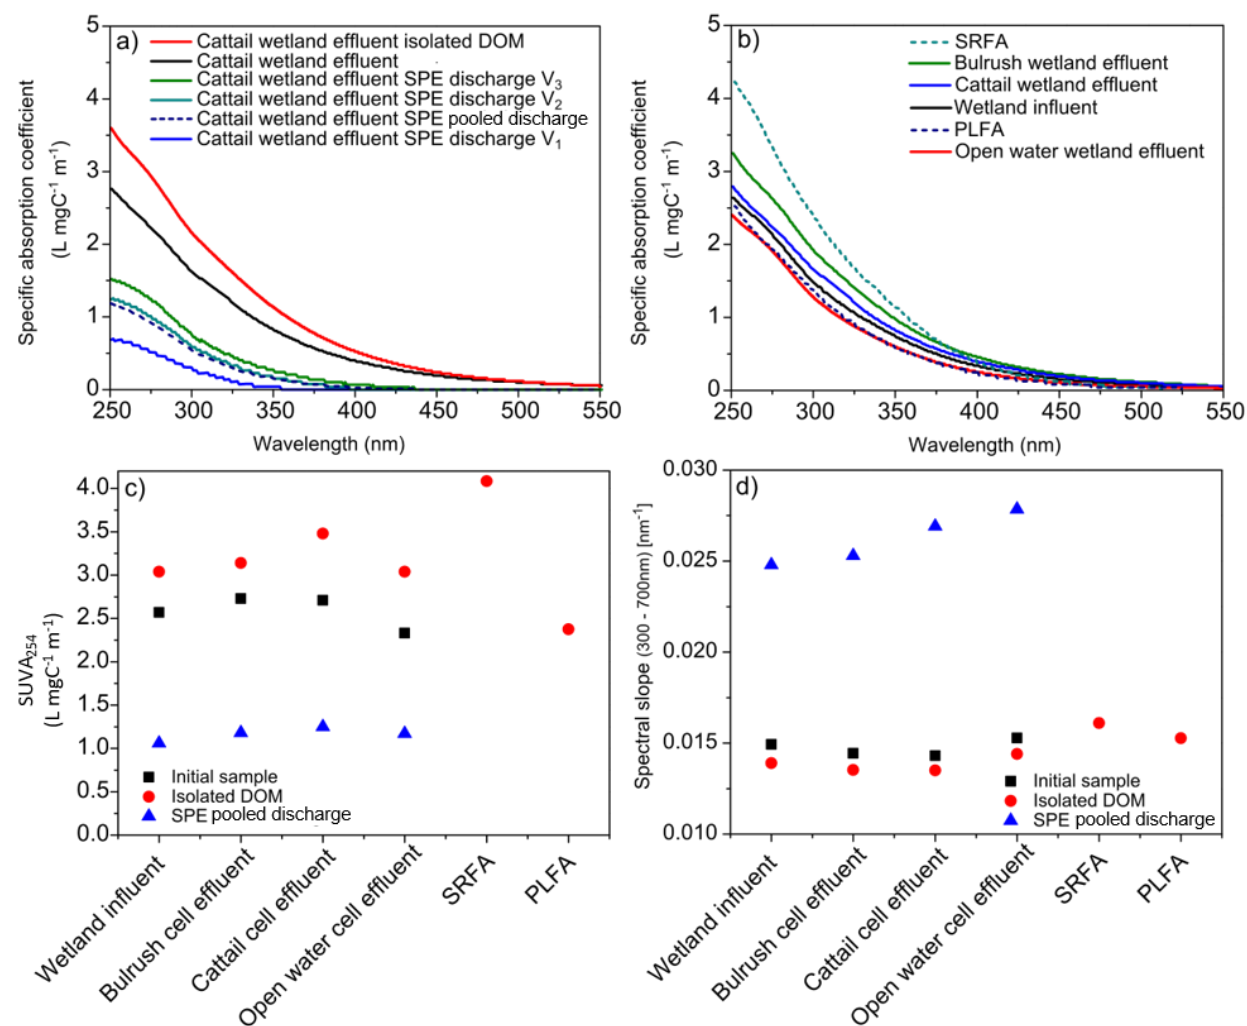 a)
Cattail wetland effluent isolated DOM
Cattail wetland effluent
Cattail wetland effluent SPE discharge V3
Cattail wetland effluent SPE discharge V2
Cattail wetland effluent SPE pooled discharge
Cattail wetland effluent SPE discharge V1
5
4
3
2
1
0
Specific absorption coefficient
(L mgC-1 m-1)
250 300 350 400 450 500 550
Wavelength (nm)
b)
SRFA
Bulrush wetland effluent
Cattail wetland effluent
Wetland influent
PLFA
Open water wetland effluent
5
4
3
2
1
0
Specific absorption coefficient
(L mgC-1 m-1)
250 300 350 400 450 500 550
Wavelength (nm)
c)
4.0
3.5
3.0
2.5
2.0
1.5
1.0
0.5
0.0
SUVA254
(L mgC-1 m-1)
Initial sample
Isolated DOM
SPE pooled discharge
Wetland influent
Bulrush cell effluent
Cattail cell effluent
Open water cell effluent
SRFA
PLFA
d)
0.030
0.025
0.020
0.015
0.010
Spectral slope (300 - 700nm) [nm-1]
Initial sample
Isolated DOM
SPE pooled discharge
Wetland influent
Bulrush cell effluent
Cattail cell effluent
Open water cell effluent
SRFA
PLFA